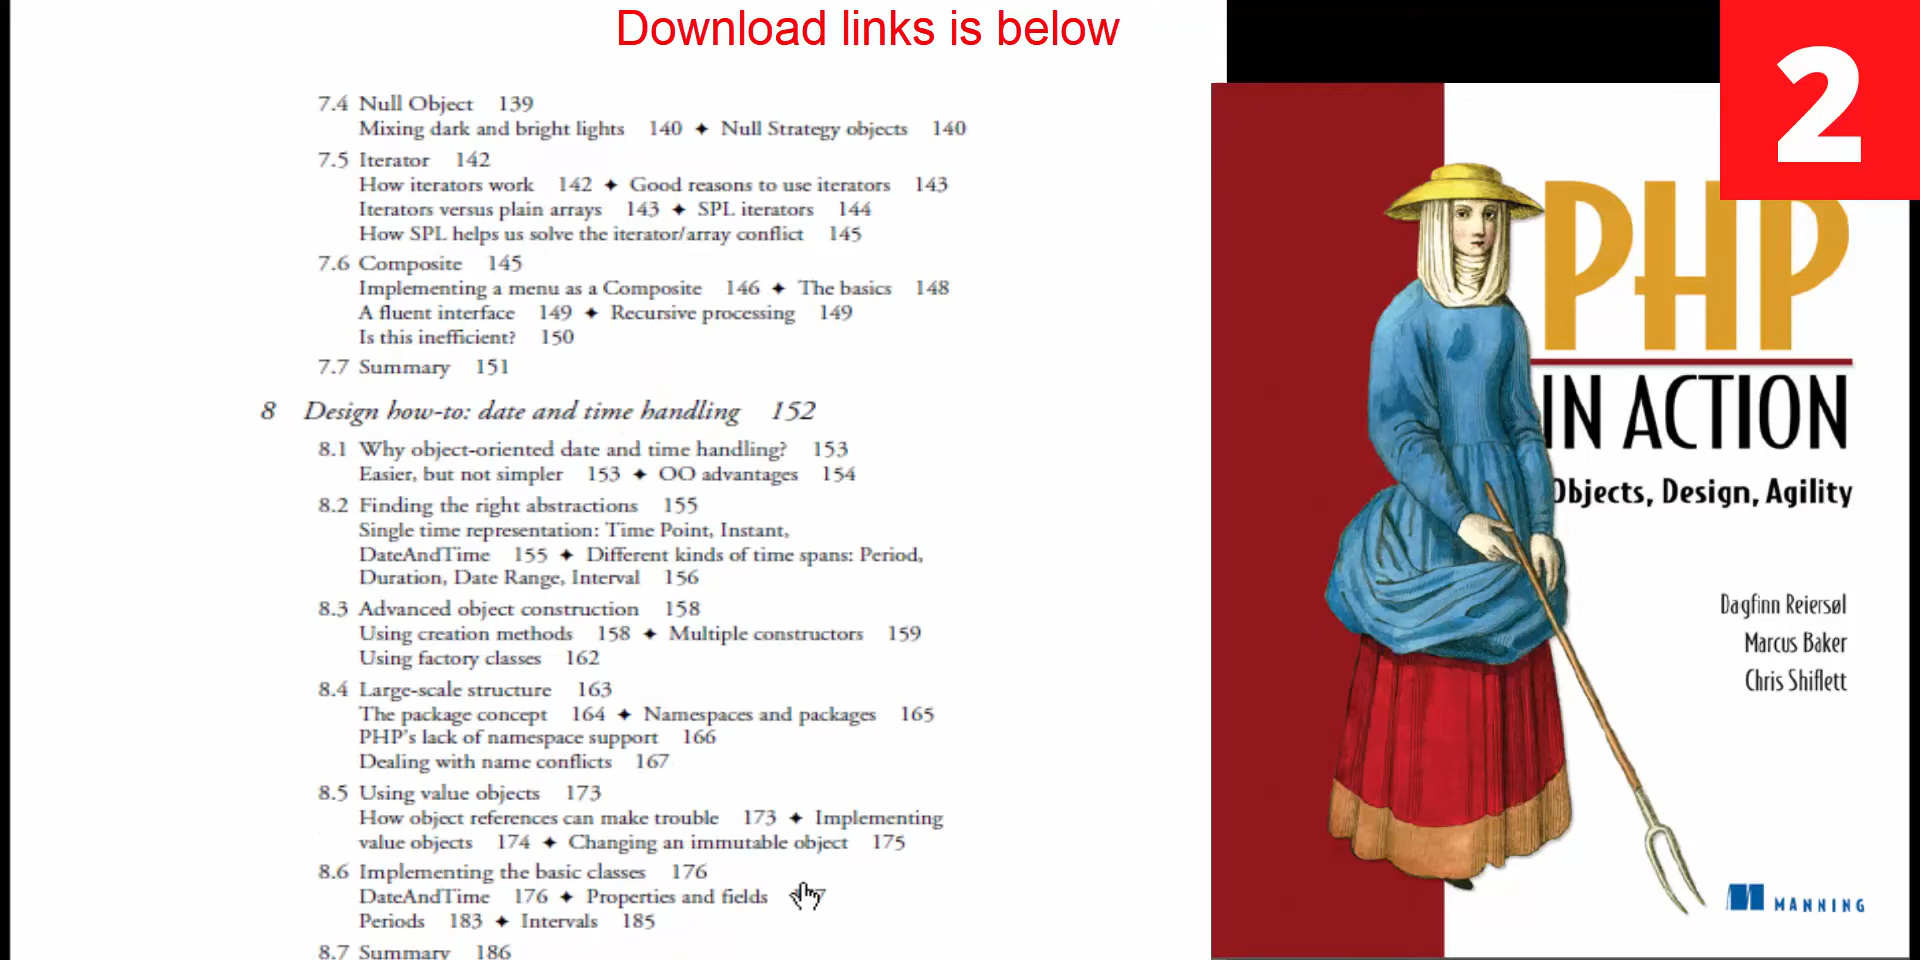 Download links is below
7.4 Null Object 139
Mixing dark and bright lights 140 ✦ Null Strategy objects 140
7.5 Iterator 142
How iterators work 142 ✦ Good reasons to use iterators 143
Iterators versus plain arrays 143 ✦ SPL iterators 144
How SPL helps us solve the iterator/array conflict 145
7.6 Composite 145
Implementing a menu as a Composite 146 ✦ The basics 148
A fluent interface 149 ✦ Recursive processing 149
Is this inefficient? 150
7.7 Summary 151
8 Design how-to: date and time handling 152
8.1 Why object-oriented date and time handling? 153
Easier, but not simpler 153 ✦ OO advantages 154
8.2 Finding the right abstractions 155
Single time representation: Time Point, Instant,
DateAndTime 155 ✦ Different kinds of time spans: Period,
Duration, Date Range, Interval 156
8.3 Advanced object construction 158
Using creation methods 158 ✦ Multiple constructors 159
Using factory classes 162
8.4 Large-scale structure 163
The package concept 164 ✦ Namespaces and packages 165
PHP's lack of namespace support 166
Dealing with name conflicts 167
8.5 Using value objects 173
How object references can make trouble 173 ✦ Implementing
value objects 174 ✦ Changing an immutable object 175
8.6 Implementing the basic classes 176
DateAndTime 176 ✦ Properties and fields
Periods 183 ✦ Intervals 185
8.7 Summary 186
2
PHP
IN ACTION
Objects, Design, Agility
Dagfinn Reiersøl
Marcus Baker
Chris Shiflett
MANNING